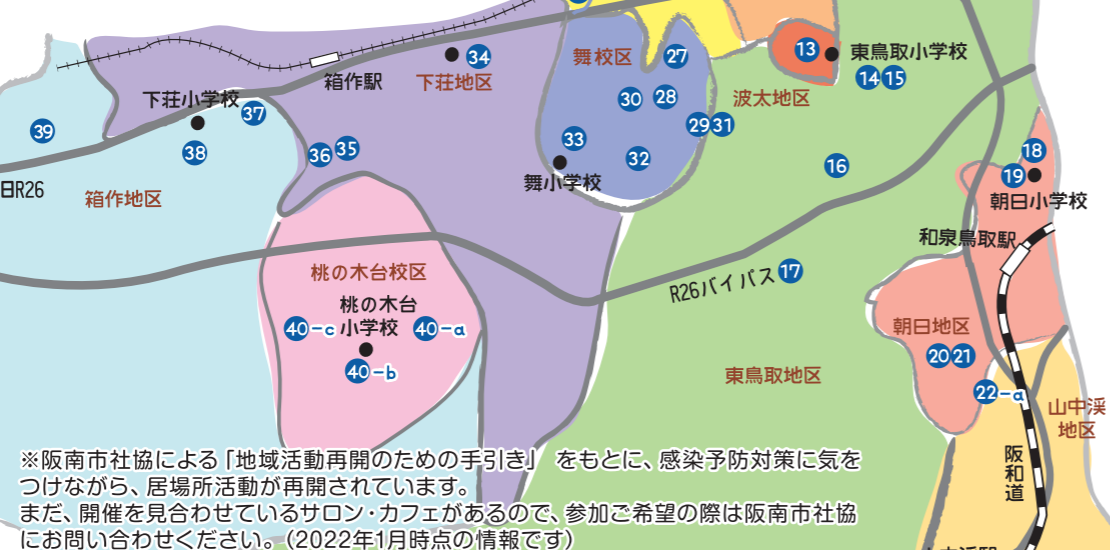 舞校区
27
13
東鳥取小学校
34
箱作駅
下荘地区
14 15
下荘小学校
37
30
28
波太地区
39
29 31
38
36 35
33
32
16
18
19
舞小学校
旧R26
箱作地区
朝日小学校
和泉鳥取駅
桃の木台校区
R26バイパス 17
桃の木台
小学校
40-c
40-a
40-b
朝日地区
20 21
東鳥取地区
22-a
山中渓
地区
阪和道
※阪南市社協による「地域活動再開のための手引き」 をもとに、感染予防対策に気を
つけながら、居場所活動が再開されています。
まだ、開催を見合わせているサロン・カフェがあるので、参加ご希望の際は阪南市社協
にお問い合わせください。(2022年1月時点の情報です)